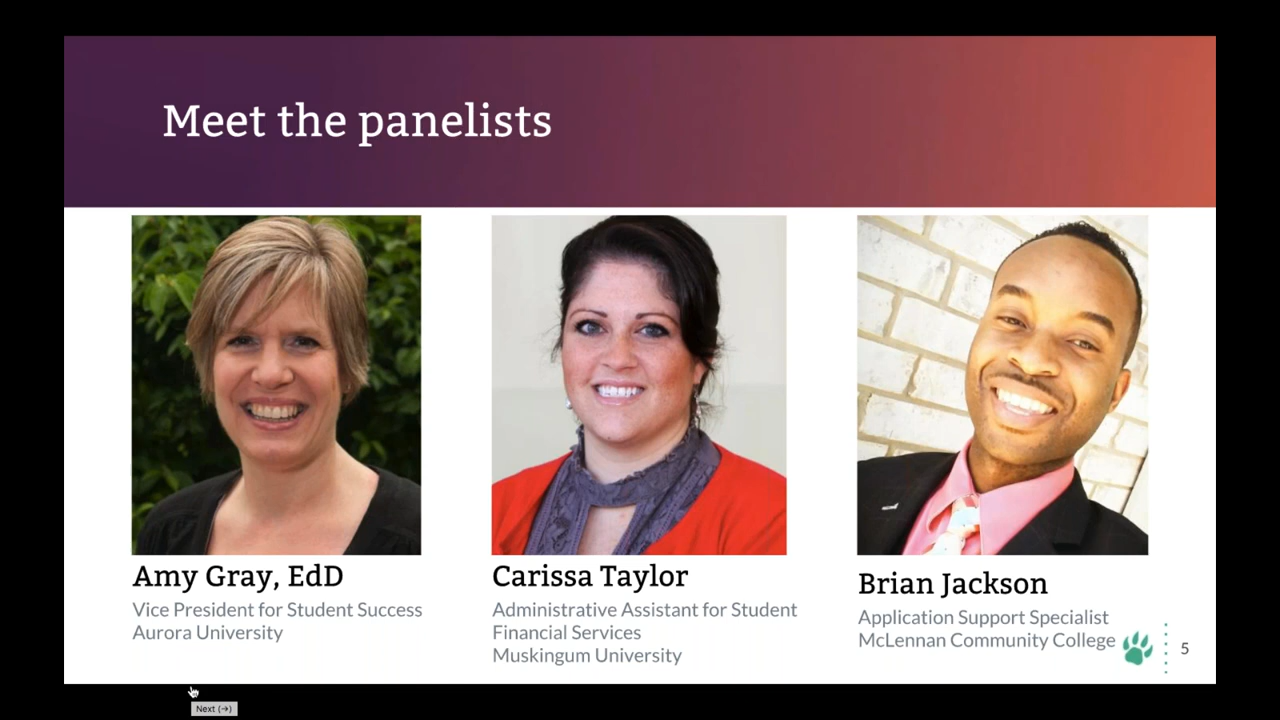 Meet the panelists
Amy Gray, EdD
Vice President for Student Success
Aurora University
Carissa Taylor
Administrative Assistant for Student
Financial Services
Muskingum University
Brian Jackson
Application Support Specialist
McLennan Community College
5
Next (→)